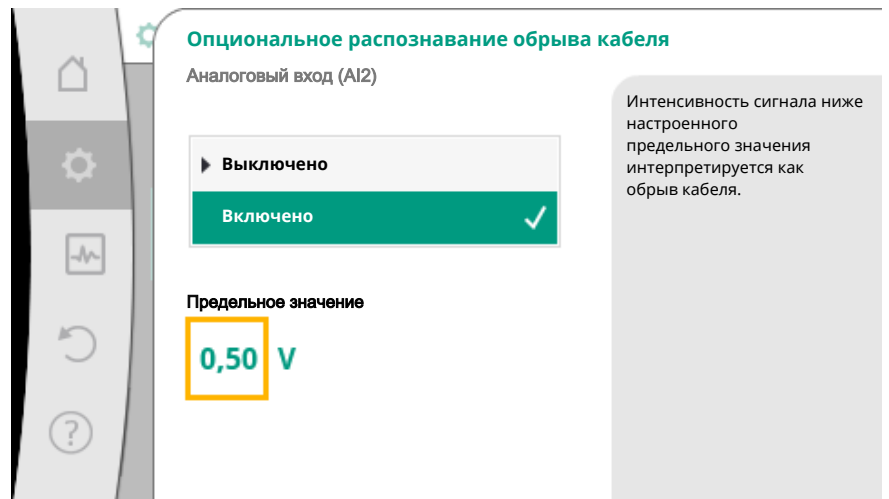 Опциональное распознавание обрыва кабеля
Аналоговый вход (AI2)
Выключено
Включено
Предельное значение
0,50 V
Интенсивность сигнала ниже
настроенного
предельного значения
интерпретируется как
обрыв кабеля.
?